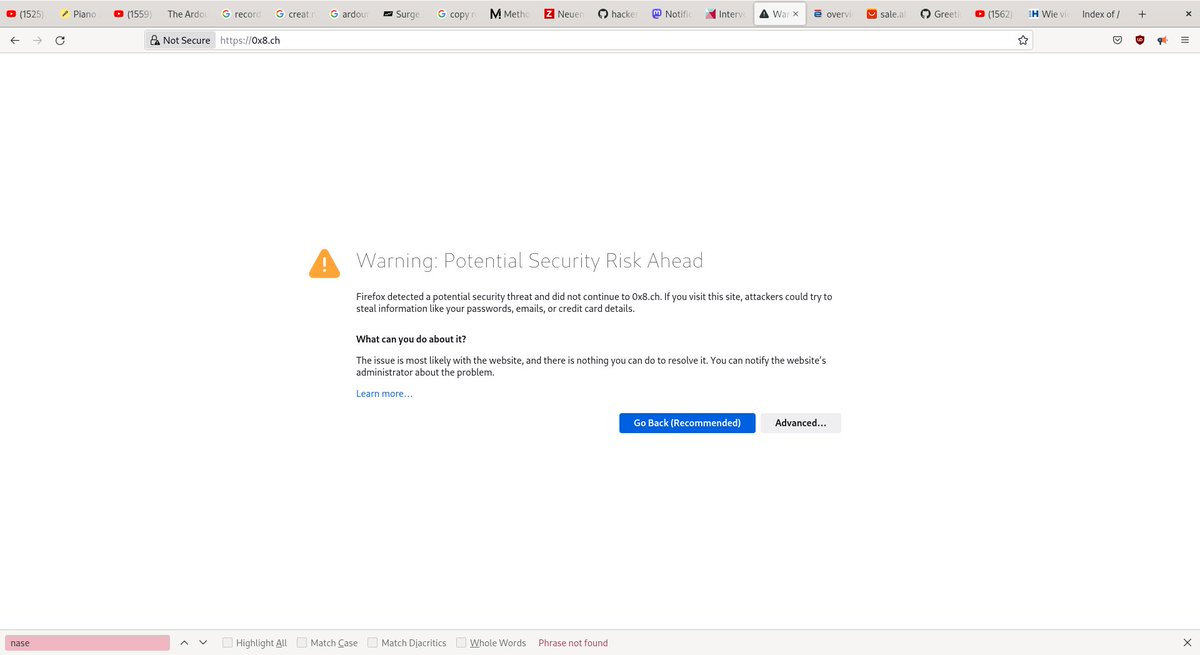 (1525) Piano (1559) The Ardou record creat ardour Surge copy r Metho Neuen hacker Notific Interv War overvi sale.al Greeti (1562) Wie vi Index of /
Not Secure https://0x8.ch
Warning: Potential Security Risk Ahead
Firefox detected a potential security threat and did not continue to 0x8.ch. If you visit this site, attackers could try to
steal information like your passwords, emails, or credit card details.
What can you do about it?
The issue is most likely with the website, and there is nothing you can do to resolve it. You can notify the website's
administrator about the problem.
Learn more…
Go Back (Recommended) Advanced…
nase Highlight All Match Case Match Diacritics Whole Words Phrase not found